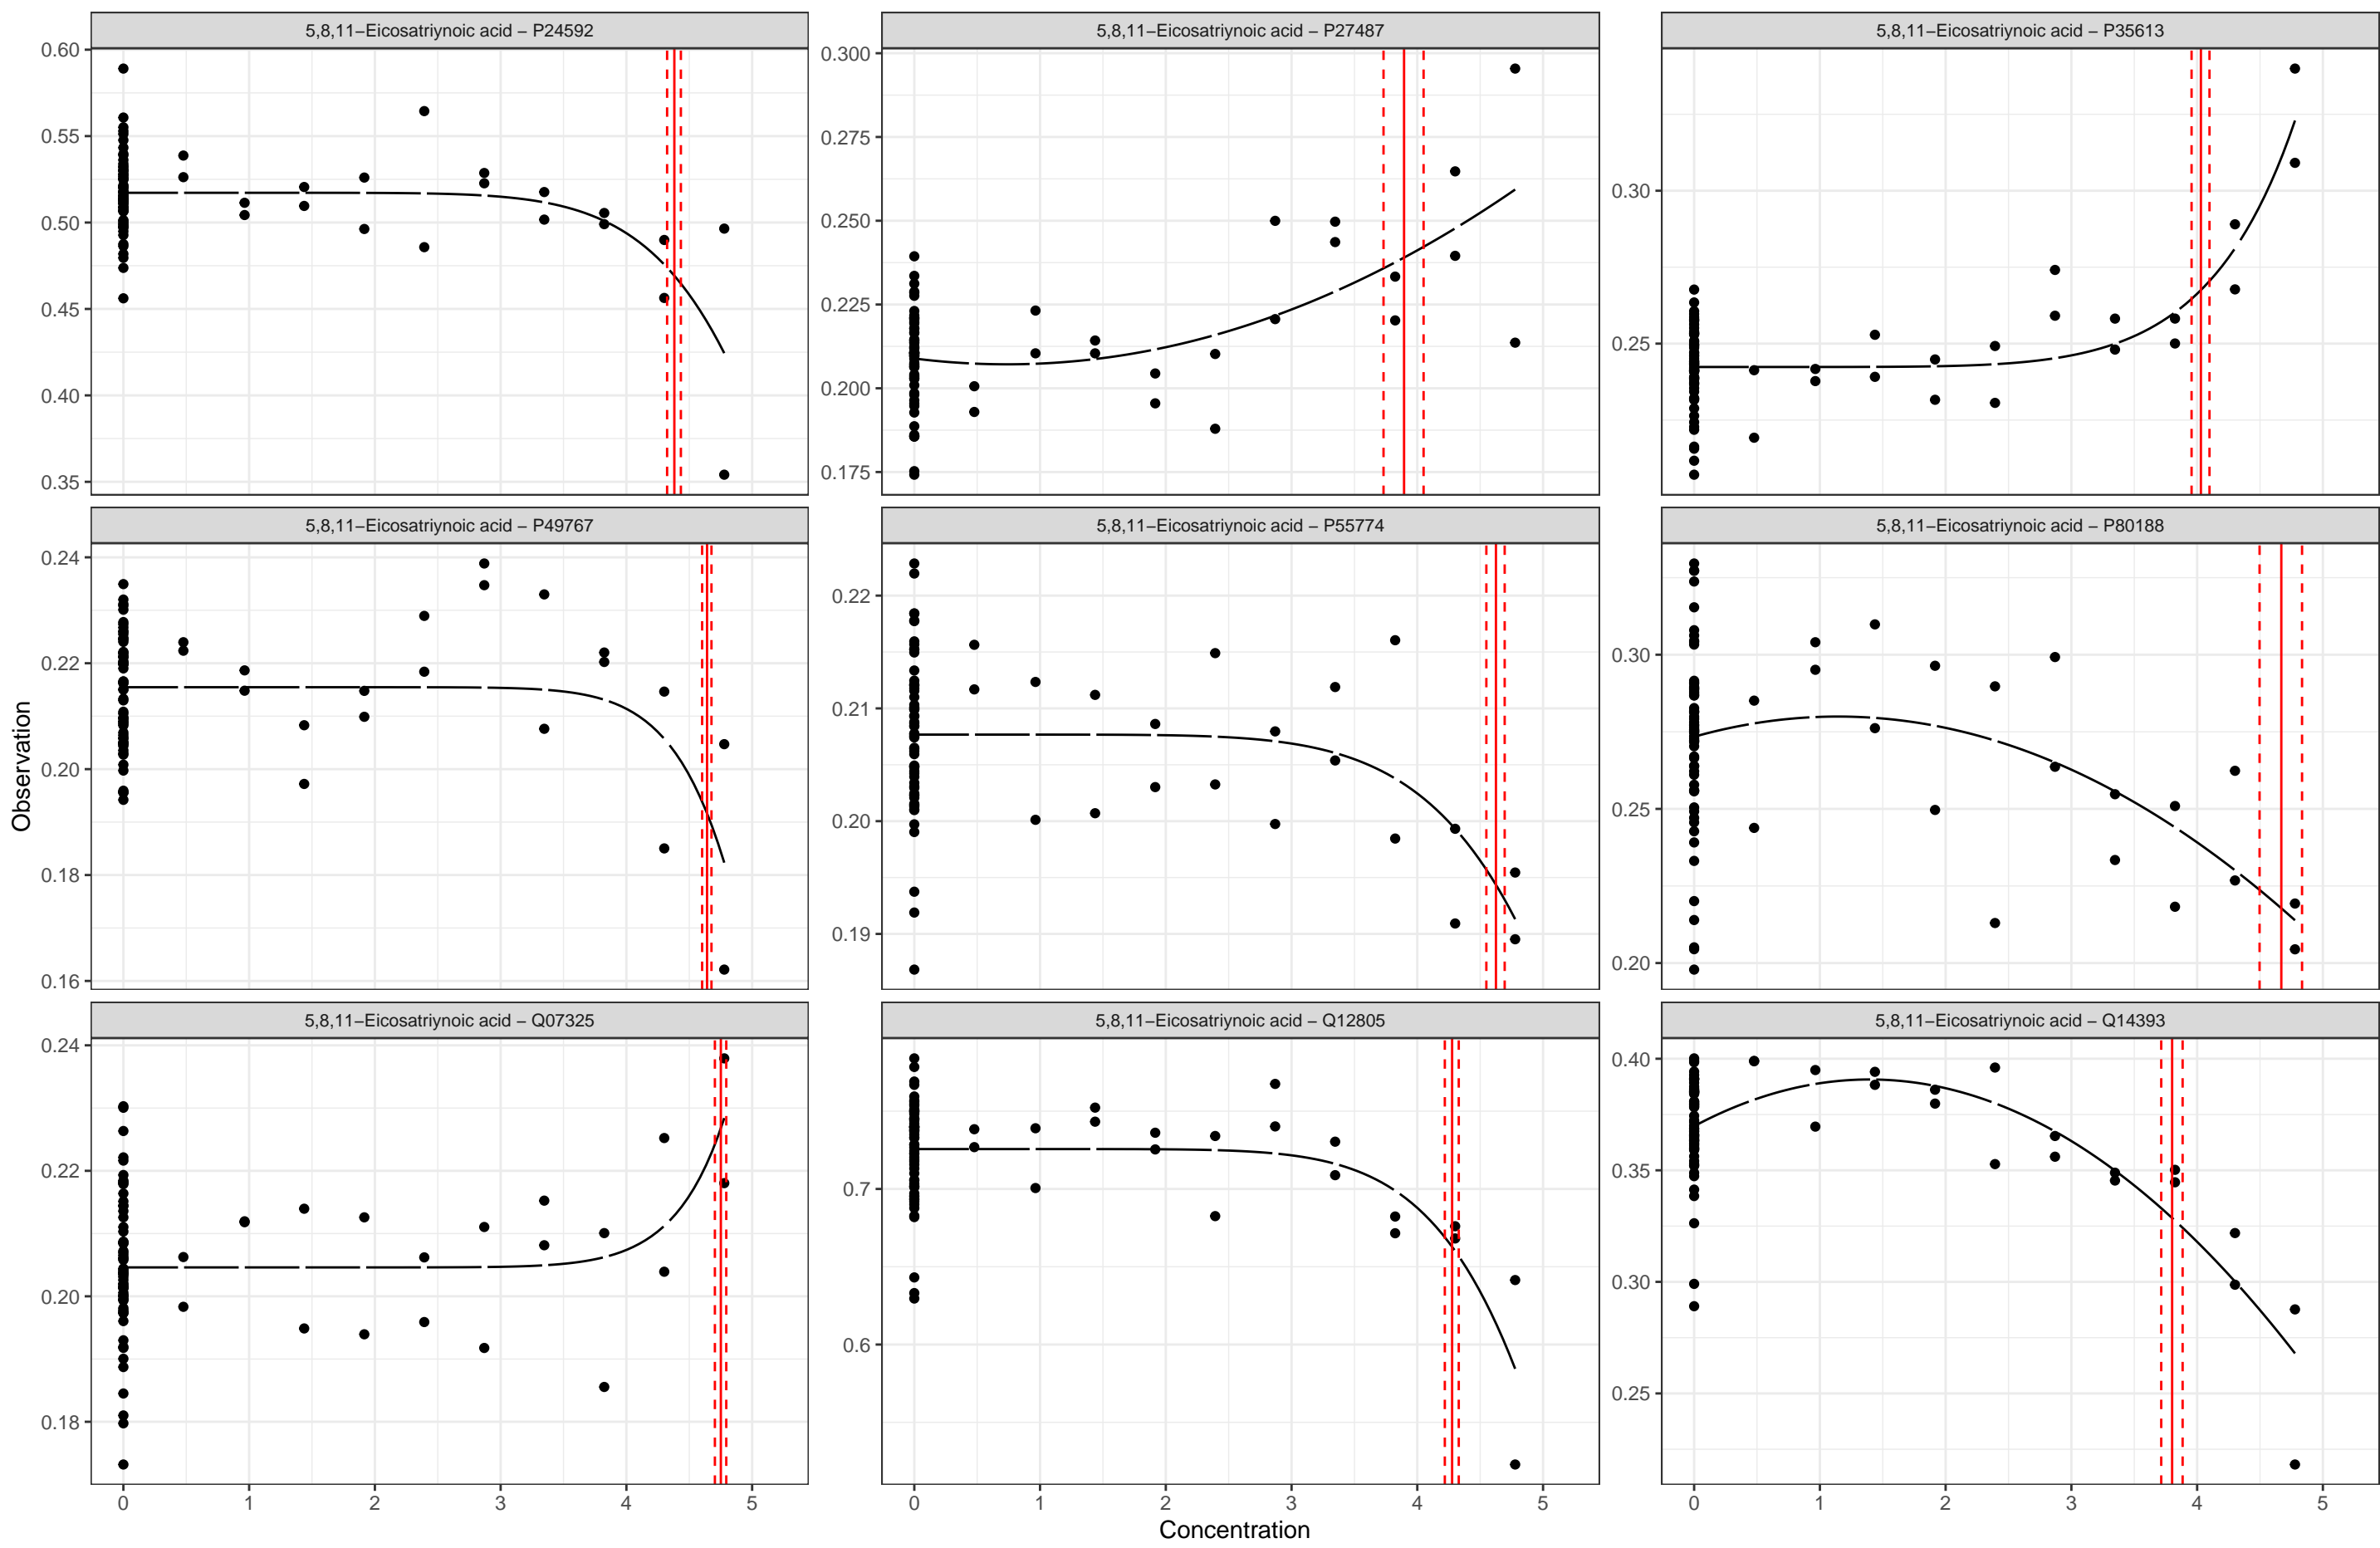 5,8,11−Eicosatriynoic acid − P24592
5,8,11−Eicosatriynoic acid − P27487
5,8,11−Eicosatriynoic acid − P35613
0.60
0.55
0.50
0.45
0.40
0.35
0.300
0.275
0.250
0.225
0.200
0.175
0.30
0.25
5,8,11−Eicosatriynoic acid − P49767
5,8,11−Eicosatriynoic acid − P55774
5,8,11−Eicosatriynoic acid − P80188
0.24
0.22
0.20
0.18
0.16
0.22
0.21
0.20
0.19
0.30
0.25
0.20
5,8,11−Eicosatriynoic acid − Q07325
5,8,11−Eicosatriynoic acid − Q12805
5,8,11−Eicosatriynoic acid − Q14393
0.24
0.22
0.20
0.18
0.7
0.6
0.40
0.35
0.30
0.25
0 1 2 3 4 5
0 1 2 3 4 5
0 1 2 3 4 5
Observation
Concentration